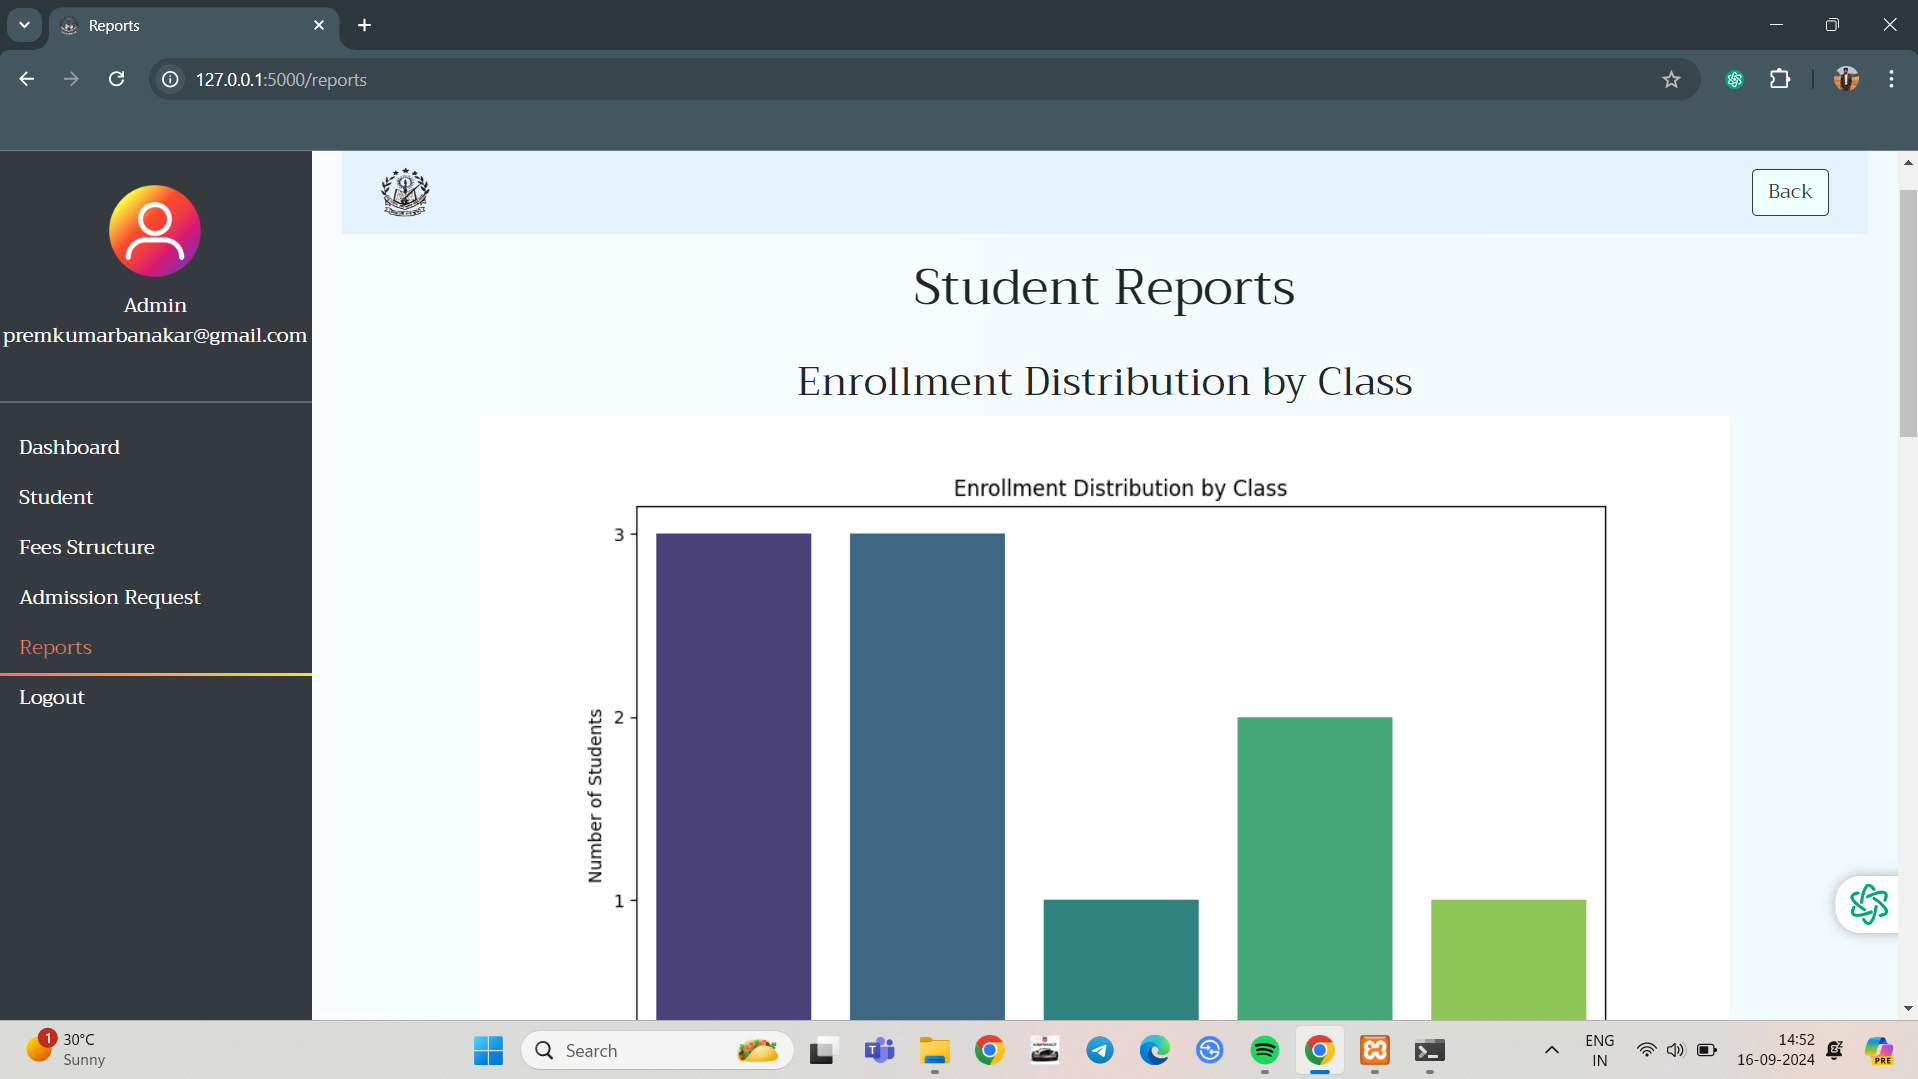 Reports
127.0.0.1:5000/reports
Back
Admin
premkumarbanakar@gmail.com
Dashboard
Student
Fees Structure
Admission Request
Reports
Logout
Student Reports
Enrollment Distribution by Class
Enrollment Distribution by Class
3
2
1
Number of Students
1
30°C
Sunny
Search
ENG
IN
14:52
16-09-2024
PRE